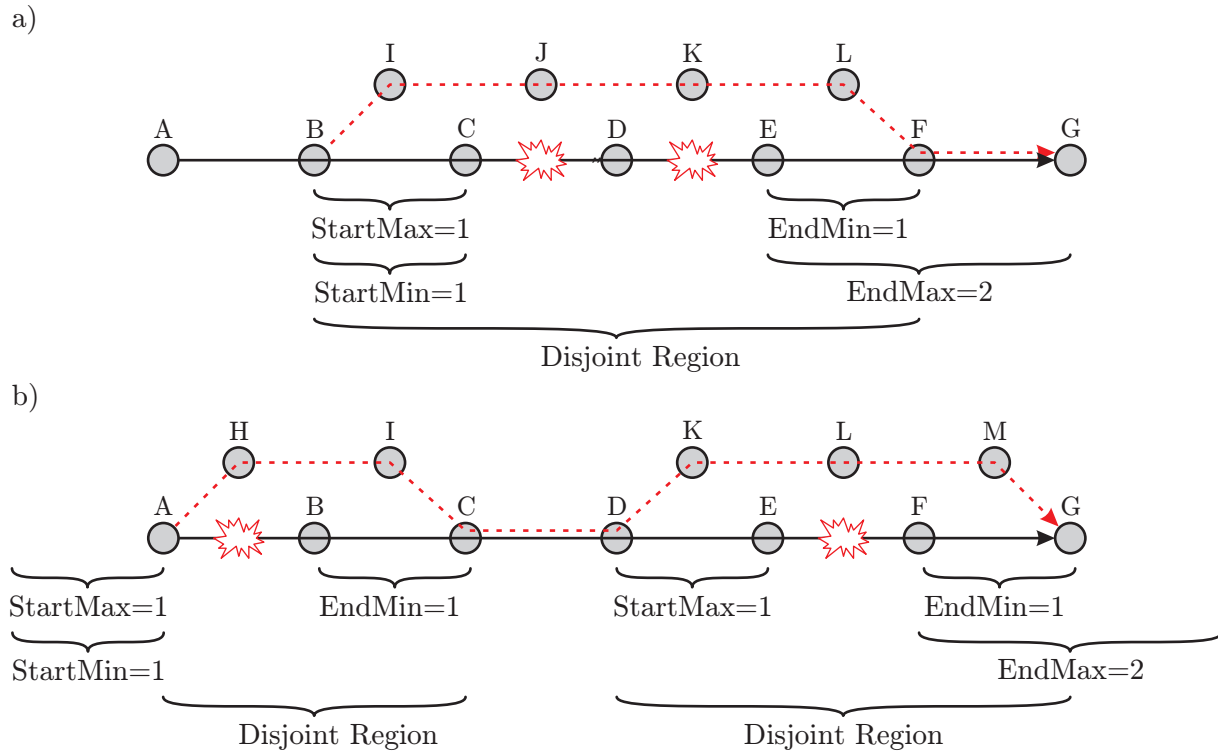 a)
I J K L
A B C D E F G
StartMax=1 EndMin=1
StartMin=1 EndMax=2
Disjoint Region
b)
H I K L M
A B C D E F G
StartMax=1 EndMin=1 StartMax=1 EndMin=1
StartMin=1 EndMax=2
Disjoint Region Disjoint Region